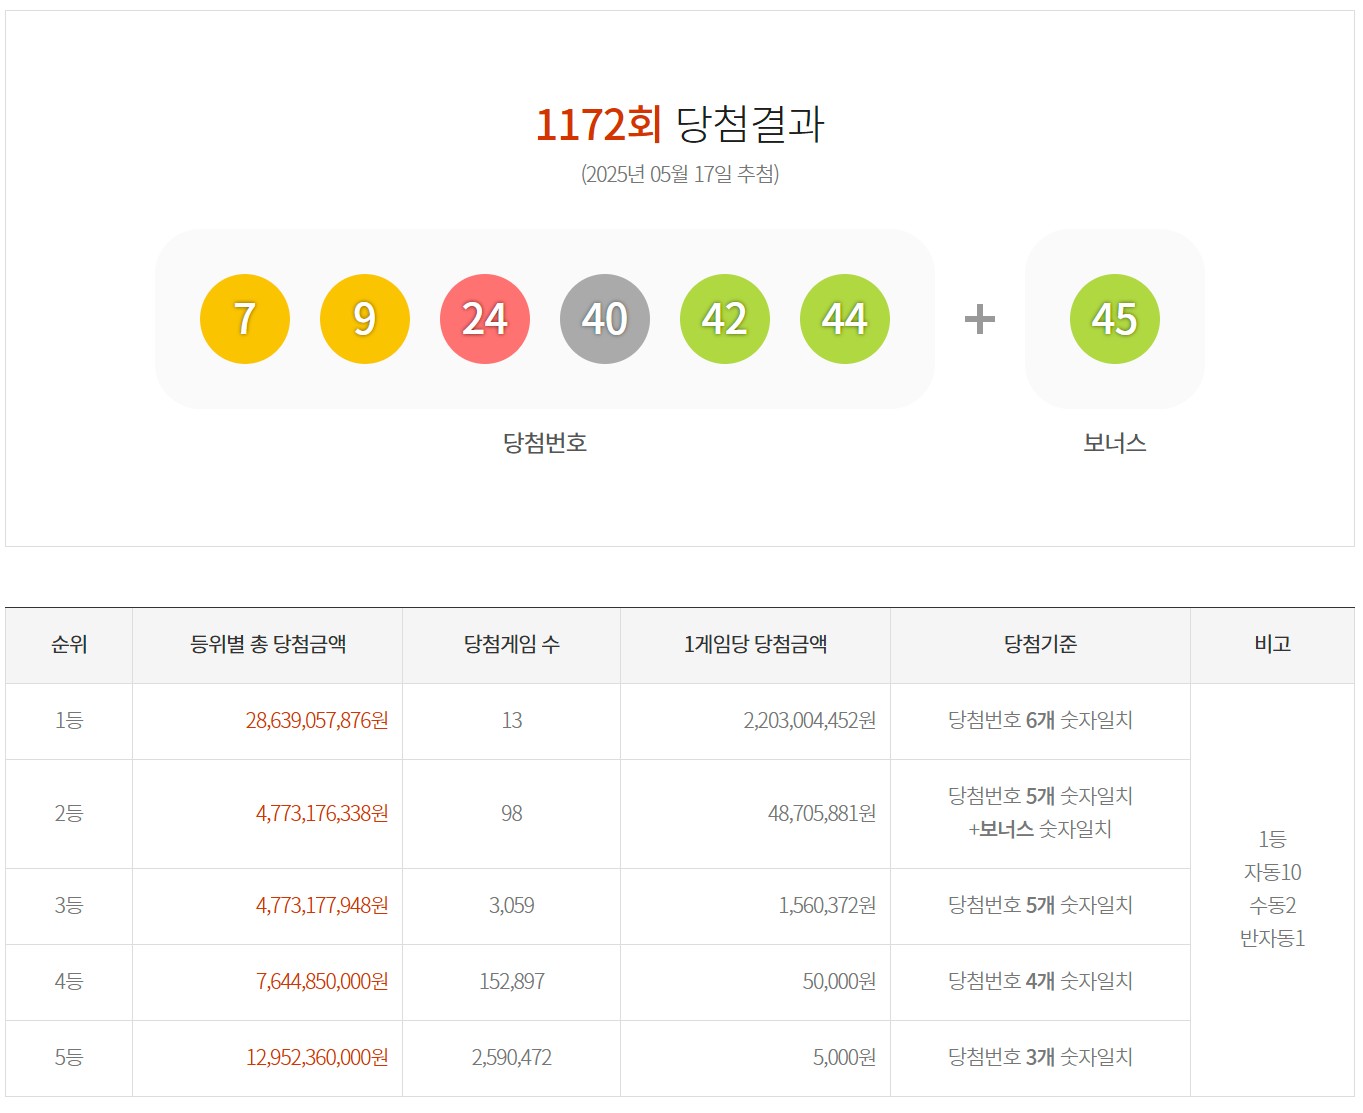 1172회 당첨결과
(2025년 05월 17일 추첨)
7 9 24 40 42 44 + 45
당첨번호 보너스
순위 등위별 총 당첨금액 당첨게임 수 1게임당 당첨금액 당첨기준 비고
1등 28,639,057,876원 13 2,203,004,452원 당첨번호 6개 숫자일치
2등 4,773,176,338원 98 48,705,881원 당첨번호 5개 숫자일치
+보너스 숫자일치
3등 4,773,177,948원 3,059 1,560,372원 당첨번호 5개 숫자일치
4등 7,644,850,000원 152,897 50,000원 당첨번호 4개 숫자일치
5등 12,952,360,000원 2,590,472 5,000원 당첨번호 3개 숫자일치
1등
자동10
수동2
반자동1